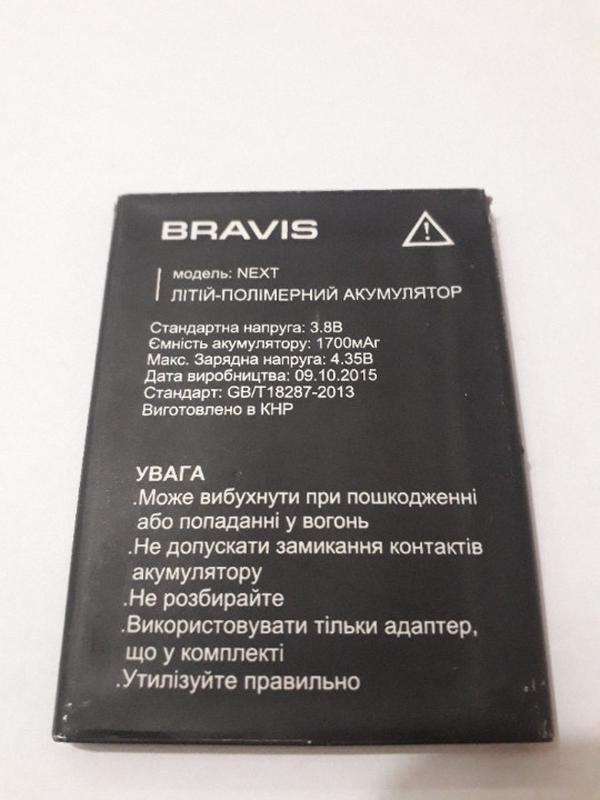 BRAVIS
модель: NEXT
ЛІТІЙ-ПОЛІМЕРНИЙ АКУМУЛЯТОР
Стандартна напруга: 3.8В
Ємність акумулятору: 1700мАг
Макс. Зарядна напруга: 4.35В
Дата виробництва: 09.10.2015
Стандарт: GB/T18287-2013
Виготовлено в КНР
УВАГА
.Може вибухнути при пошкодженні
або попаданні у вогонь
.Не допускати замикання контактів
акумулятору
.Не розбирайте
.Використовувати тільки адаптер,
що у комплекті
.Утилізуйте правильно